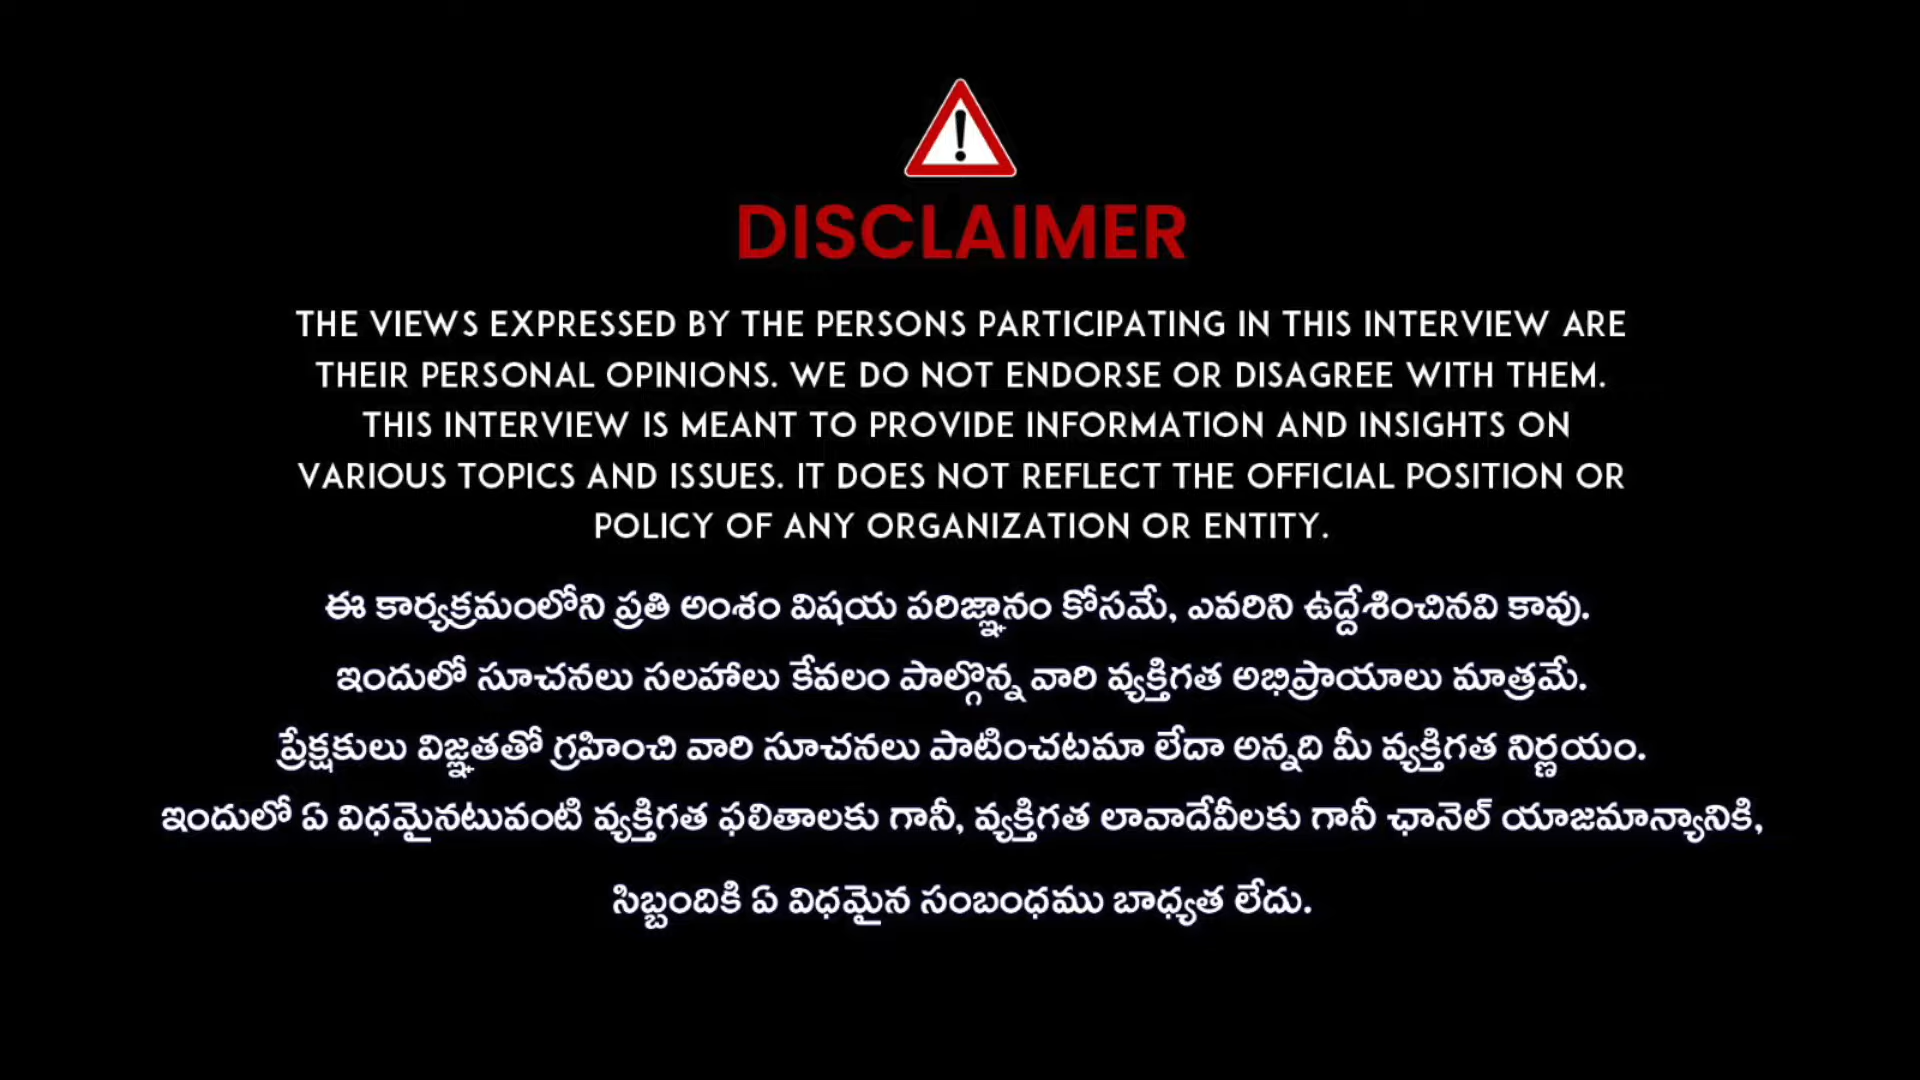 DISCLAIMER
THE VIEWS EXPRESSED BY THE PERSONS PARTICIPATING IN THIS INTERVIEW ARE
THEIR PERSONAL OPINIONS. WE DO NOT ENDORSE OR DISAGREE WITH THEM.
THIS INTERVIEW IS MEANT TO PROVIDE INFORMATION AND INSIGHTS ON
VARIOUS TOPICS AND ISSUES. IT DOES NOT REFLECT THE OFFICIAL POSITION OR
POLICY OF ANY ORGANIZATION OR ENTITY.
ఈ కార్యక్రమంలోని ప్రతి అంశం విషయ పరిజ్ఞానం కోసమే, ఎవరిని ఉద్దేశించినవి కావు.
ఇందులో సూచనలు సలహాలు కేవలం పాల్గొన్న వారి వ్యక్తిగత అభిప్రాయాలు మాత్రమే.
ప్రేక్షకులు విజ్ఞతతో గ్రహించి వారి సూచనలు పాటించటమా లేదా అన్నది మీ వ్యక్తిగత నిర్ణయం.
ఇందులో ఏ విధమైనటువంటి వ్యక్తిగత ఫలితాలకు గానీ, వ్యక్తిగత లావాదేవీలకు గానీ ఛానెల్ యాజమాన్యానికి,
సిబ్బందికి ఏ విధమైన సంబంధము బాధ్యత లేదు.